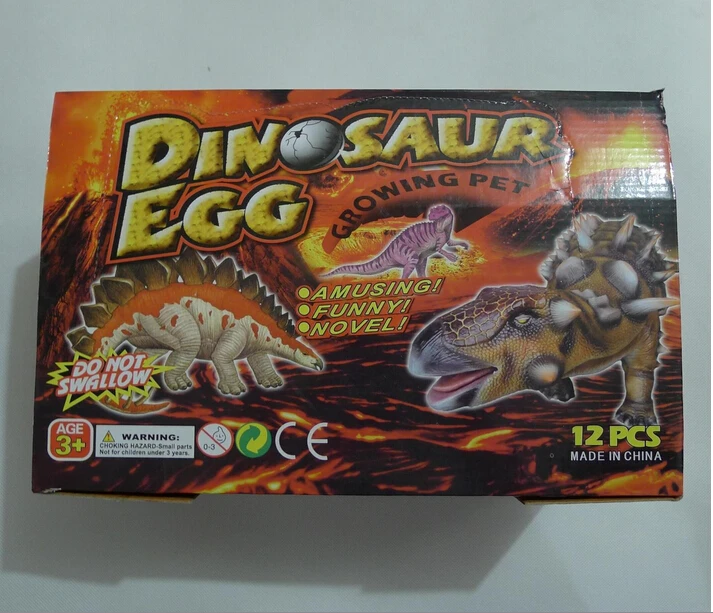 DINOSAUR
EGG
GROWING PET
AMUSING!
FUNNY!
NOVEL!
DO NOT
SWALLOW
AGE
3+
WARNING:
CHOKING HAZARD-Small parts
Not for children under 3 years.
0-3
CE
12 PCS
MADE IN CHINA